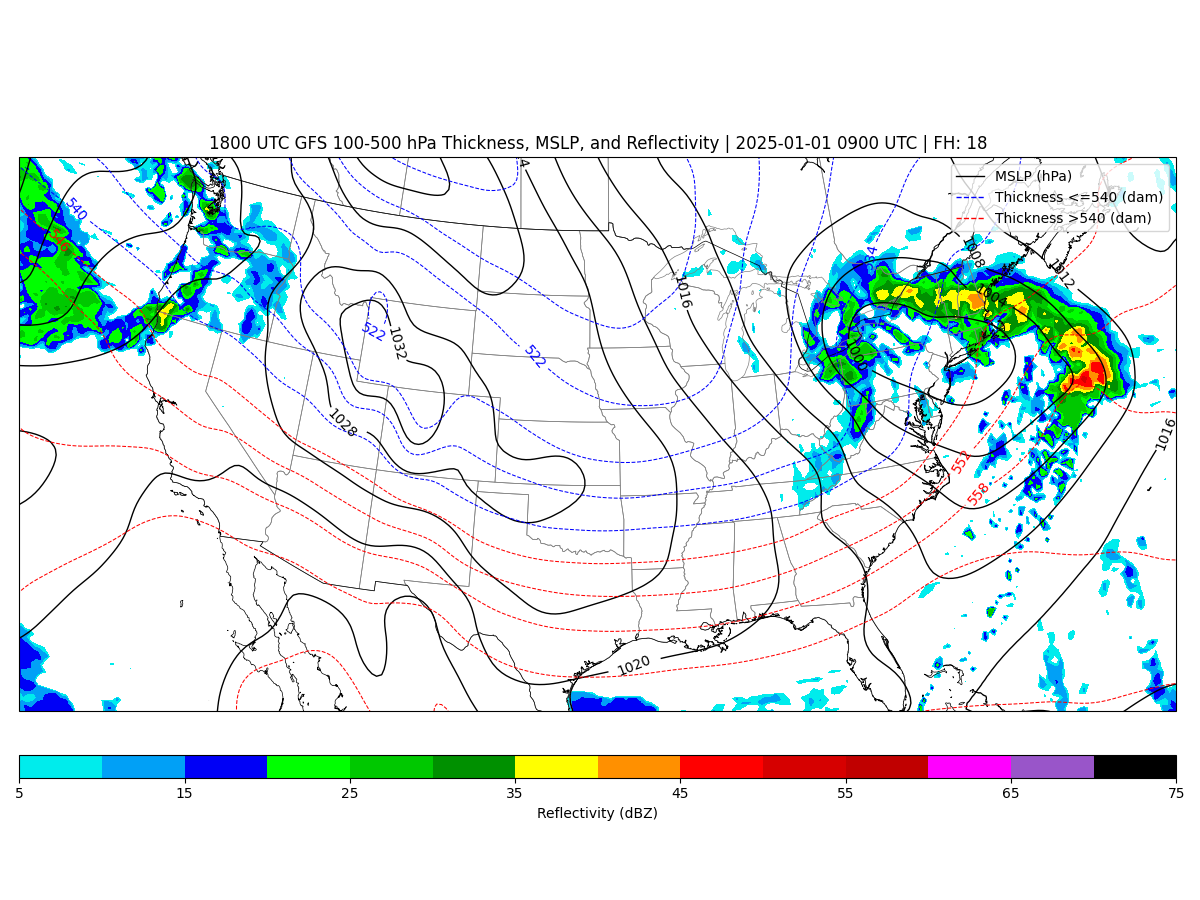 1800 UTC GFS 100-500 hPa Thickness, MSLP, and Reflectivity | 2025-01-01 0900 UTC | FH: 18
MSLP (hPa)
Thickness <=540 (dam)
Thickness >540 (dam)
540
1008
1012
1016
522
1032
522
1028
1016
552
558
1020
5 15 25 35 45 55 65 75
Reflectivity (dBZ)